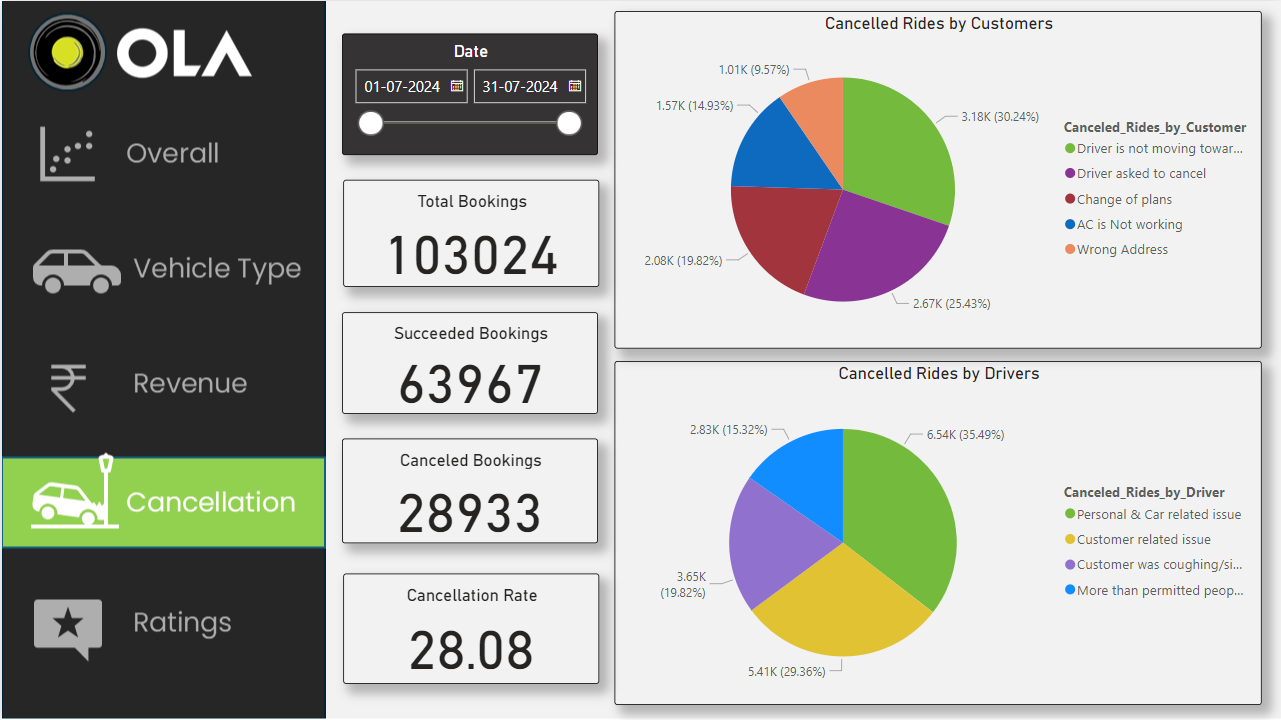 OLA
Overall
Vehicle Type
Revenue
Cancellation
Ratings
Date
01-07-2024
31-07-2024
Total Bookings
103024
Succeeded Bookings
63967
Canceled Bookings
28933
Cancellation Rate
28.08
Cancelled Rides by Customers
1.01K (9.57%)
1.57K (14.93%)
3.18K (30.24%)
2.08K (19.82%)
2.67K (25.43%)
Canceled_Rides_by_Customer
Driver is not moving towar...
Driver asked to cancel
Change of plans
AC is Not working
Wrong Address
Cancelled Rides by Drivers
2.83K (15.32%)
6.54K (35.49%)
3.65K
(19.82%)
5.41K (29.36%)
Canceled_Rides_by_Driver
Personal & Car related issue
Customer related issue
Customer was coughing/si...
More than permitted peop...